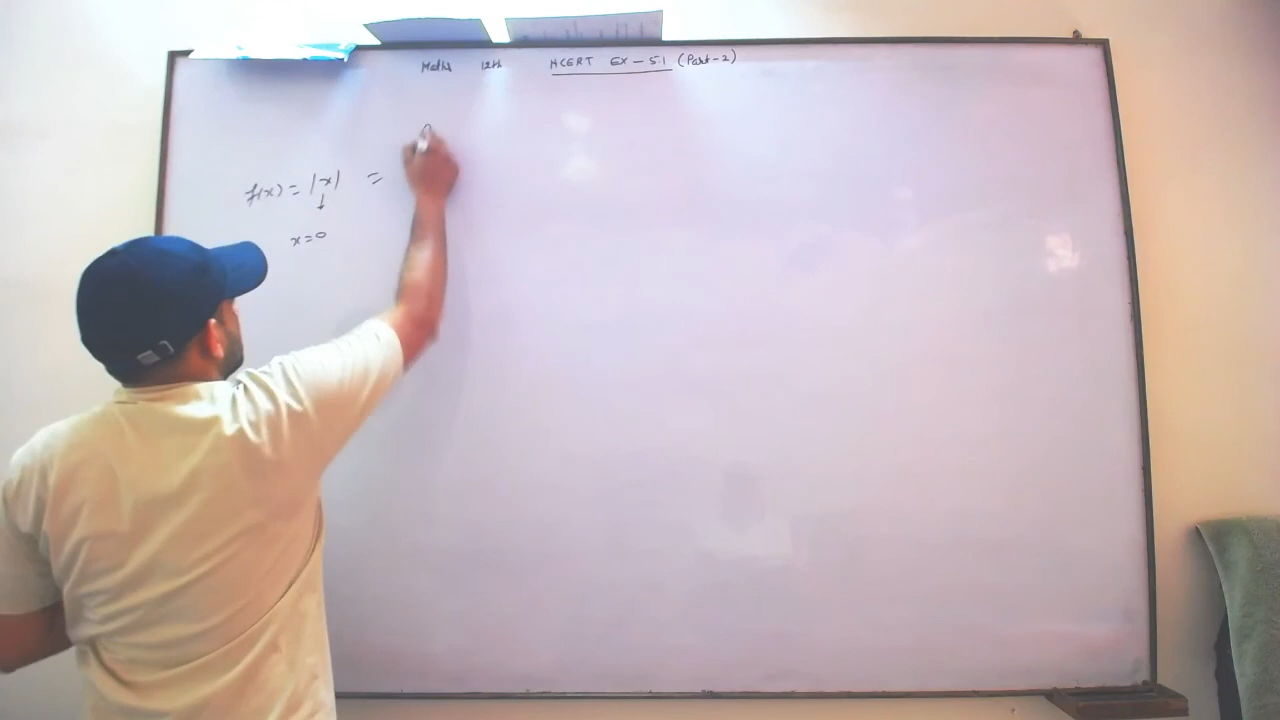 Maths 12th NCERT EX - 5.1 (Part-2)
f(x) = |x| =
↓
x=0